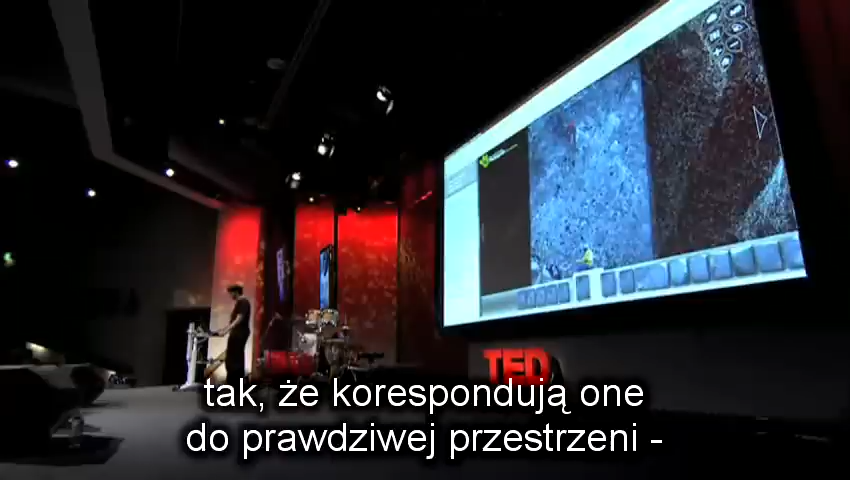 TED
tak, że korespondują one
do prawdziwej przestrzeni -